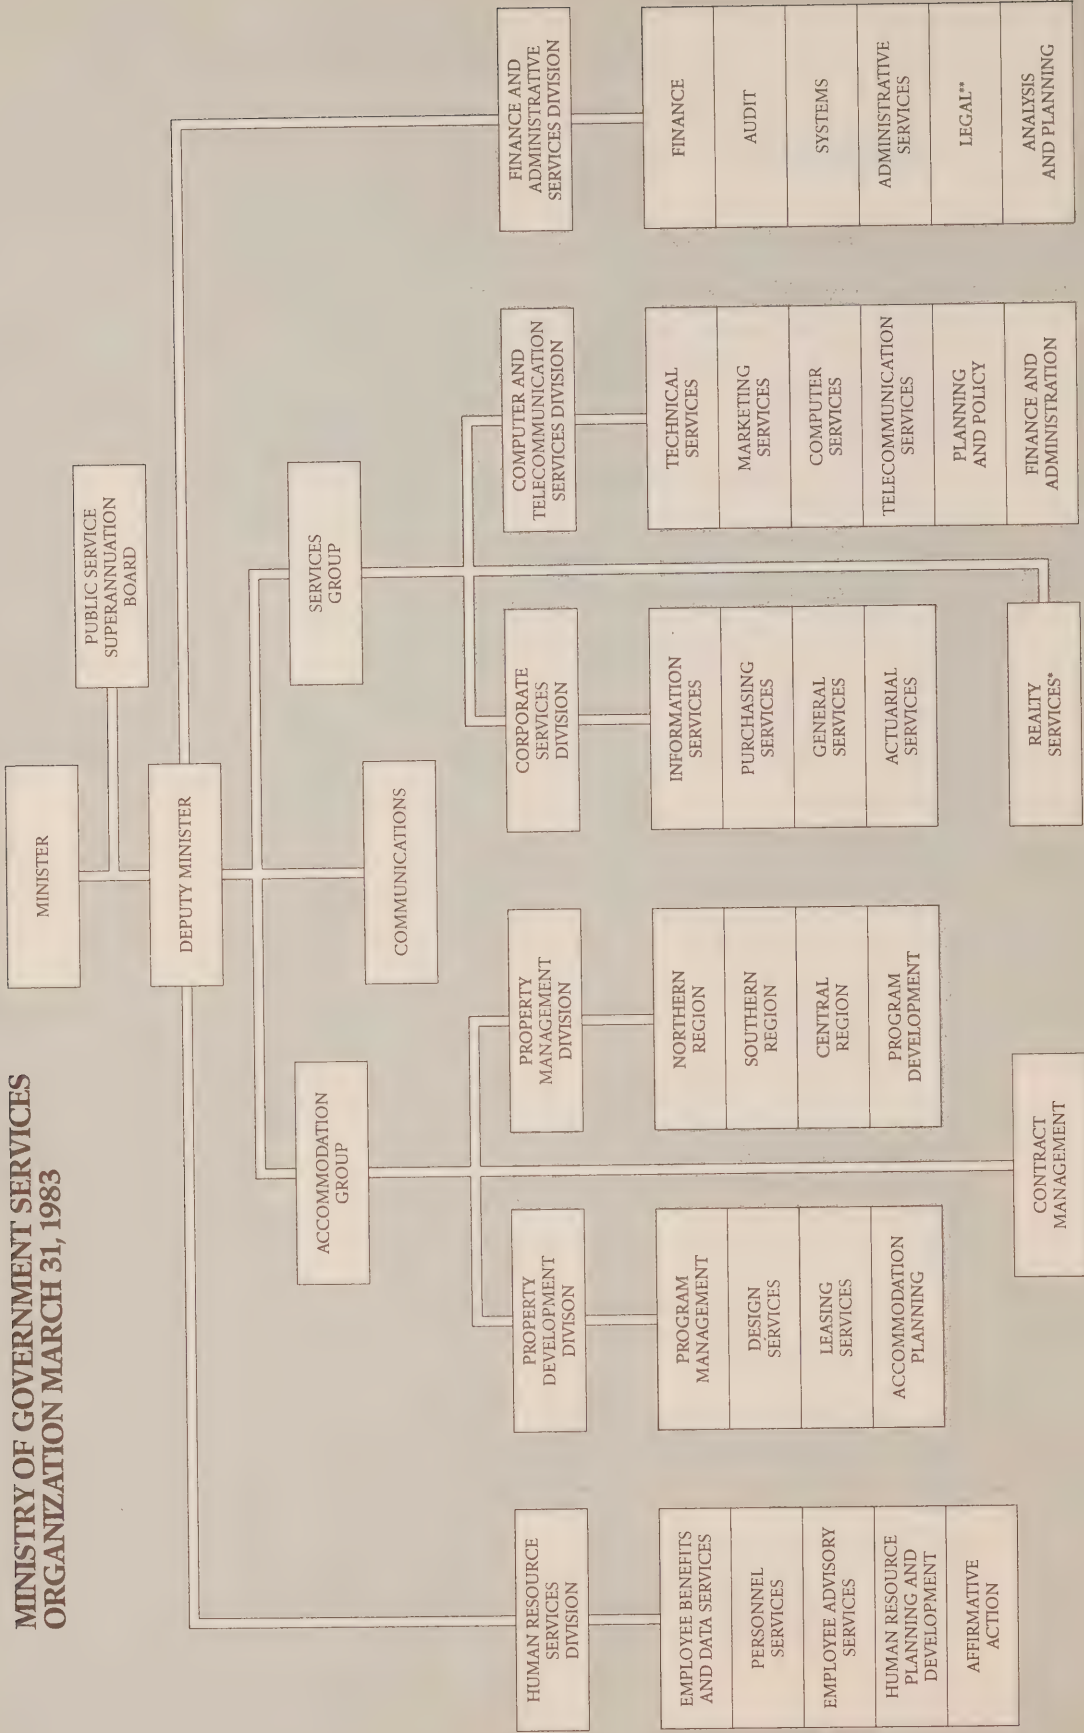 MINISTRY OF GOVERNMENT SERVICES
ORGANIZATION MARCH 31, 1983
MINISTER
PUBLIC SERVICE
SUPERANNUATION
BOARD
DEPUTY MINISTER
ACCOMMODATION
GROUP
SERVICES
GROUP
COMMUNICATIONS
HUMAN RESOURCE
SERVICES
DIVISION
EMPLOYEE BENEFITS
AND DATA SERVICES
PERSONNEL
SERVICES
EMPLOYEE ADVISORY
SERVICES
HUMAN RESOURCE
PLANNING AND
DEVELOPMENT
AFFIRMATIVE
ACTION
PROPERTY
DEVELOPMENT
DIVISON
PROGRAM
MANAGEMENT
DESIGN
SERVICES
LEASING
SERVICES
ACCOMMODATION
PLANNING
PROPERTY
MANAGEMENT
DIVISION
NORTHERN
REGION
SOUTHERN
REGION
CENTRAL
REGION
PROGRAM
DEVELOPMENT
CONTRACT
MANAGEMENT
CORPORATE
SERVICES
DIVISION
INFORMATION
SERVICES
PURCHASING
SERVICES
GENERAL
SERVICES
ACTUARIAL
SERVICES
REALTY
SERVICES*
COMPUTER AND
TELECOMMUNICATION
SERVICES DIVISION
TECHNICAL
SERVICES
MARKETING
SERVICES
COMPUTER
SERVICES
TELECOMMUNICATION
SERVICES
PLANNING
AND POLICY
FINANCE AND
ADMINISTRATION
FINANCE AND
ADMINISTRATIVE
SERVICES DIVISION
FINANCE
AUDIT
SYSTEMS
ADMINISTRATIVE
SERVICES
LEGAL**
ANALYSIS
AND PLANNING